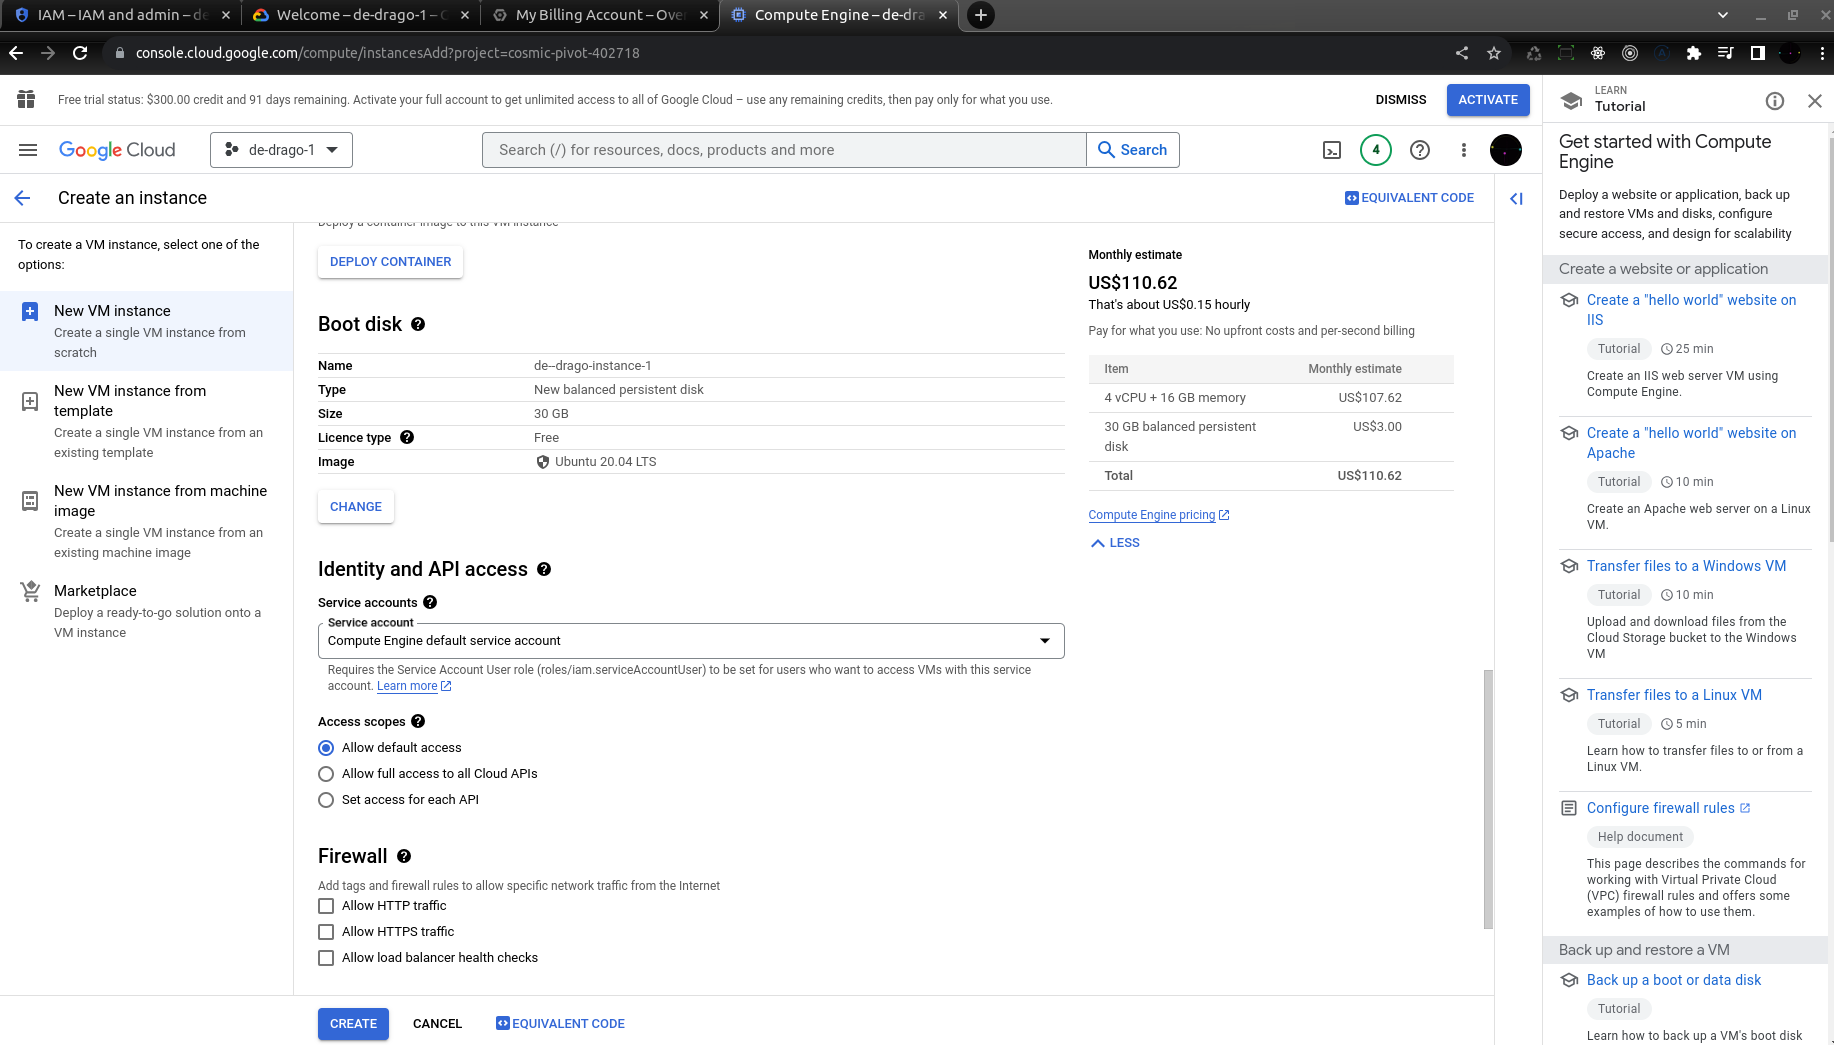 IAM – IAM and admin – de
Welcome – de-drago-1 – C
My Billing Account – Over
Compute Engine – de-dra
console.cloud.google.com/compute/instancesAdd?project=cosmic-pivot-402718
Free trial status: $300.00 credit and 91 days remaining. Activate your full account to get unlimited access to all of Google Cloud – use any remaining credits, then pay only for what you use.
DISMISS
ACTIVATE
Google Cloud
de-drago-1
Search (/) for resources, docs, products and more
Search
4
Create an instance
EQUIVALENT CODE
To create a VM instance, select one of the
options:
New VM instance
Create a single VM instance from
scratch
New VM instance from
template
Create a single VM instance from an
existing template
New VM instance from machine
image
Create a single VM instance from an
existing machine image
Marketplace
Deploy a ready-to-go solution onto a
VM instance
Deploy a container image to this VM instance
DEPLOY CONTAINER
Boot disk
Name de--drago-instance-1
Type New balanced persistent disk
Size 30 GB
Licence type Free
Image Ubuntu 20.04 LTS
CHANGE
Identity and API access
Service accounts
Service account
Compute Engine default service account
Requires the Service Account User role (roles/iam.serviceAccountUser) to be set for users who want to access VMs with this service
account. Learn more
Access scopes
Allow default access
Allow full access to all Cloud APIs
Set access for each API
Firewall
Add tags and firewall rules to allow specific network traffic from the Internet
Allow HTTP traffic
Allow HTTPS traffic
Allow load balancer health checks
CREATE
CANCEL
EQUIVALENT CODE
Monthly estimate
US$110.62
That's about US$0.15 hourly
Pay for what you use: No upfront costs and per-second billing
Item Monthly estimate
4 vCPU + 16 GB memory US$107.62
30 GB balanced persistent US$3.00
disk
Total US$110.62
Compute Engine pricing
LESS
LEARN
Tutorial
Get started with Compute
Engine
Deploy a website or application, back up
and restore VMs and disks, configure
secure access, and design for scalability
Create a website or application
Create a "hello world" website on
IIS
Tutorial 25 min
Create an IIS web server VM using
Compute Engine.
Create a "hello world" website on
Apache
Tutorial 10 min
Create an Apache web server on a Linux
VM.
Transfer files to a Windows VM
Tutorial 10 min
Upload and download files from the
Cloud Storage bucket to the Windows
VM
Transfer files to a Linux VM
Tutorial 5 min
Learn how to transfer files to or from a
Linux VM.
Configure firewall rules
Help document
This page describes the commands for
working with Virtual Private Cloud
(VPC) firewall rules and offers some
examples of how to use them.
Back up and restore a VM
Back up a boot or data disk
Tutorial
Learn how to back up a VM's boot disk